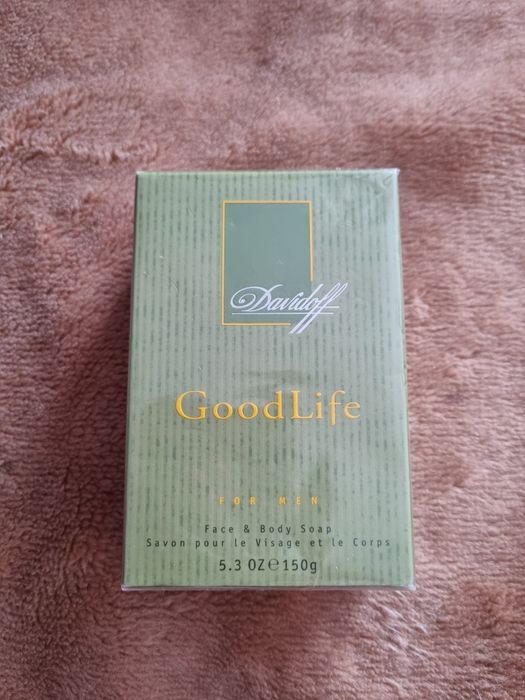 Davidoff
GoodLife
FOR MEN
Face & Body Soap
Savon pour le Visage et le Corps
5.3 OZ ℮ 150g